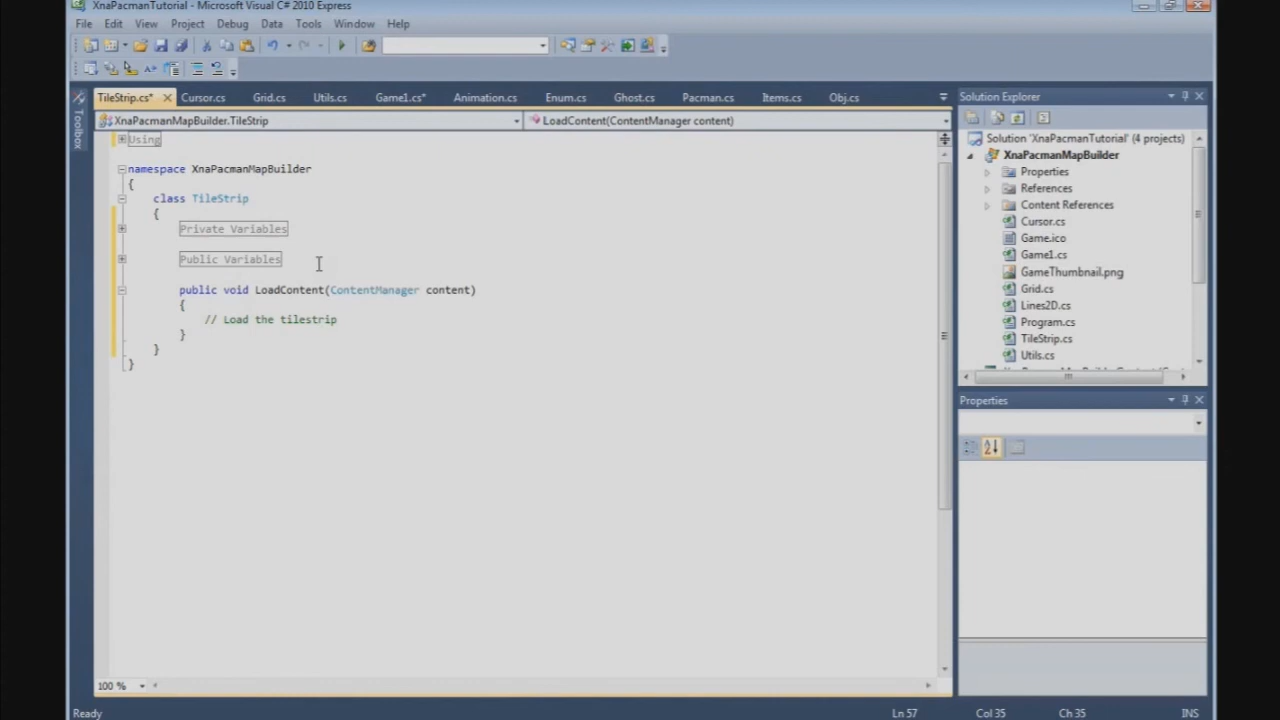 XnaPacmanTutorial - Microsoft Visual C# 2010 Express
File Edit View Project Debug Data Tools Window Help
TileStrip.cs* Cursor.cs Grid.cs Utils.cs Game1.cs* Animation.cs Enum.cs Ghost.cs Pacman.cs Items.cs Obj.cs
XnaPacmanMapBuilder.TileStrip LoadContent(ContentManager content)
Toolbox
Using
namespace XnaPacmanMapBuilder
{
class TileStrip
{
Private Variables
Public Variables
public void LoadContent(ContentManager content)
{
// Load the tilestrip
}
}
}
100 %
Solution Explorer
Solution 'XnaPacmanTutorial' (4 projects)
XnaPacmanMapBuilder
Properties
References
Content References
Cursor.cs
Game.ico
Game1.cs
GameThumbnail.png
Grid.cs
Lines2D.cs
Program.cs
TileStrip.cs
Utils.cs
Properties
Ready Ln 57 Col 35 Ch 35 INS